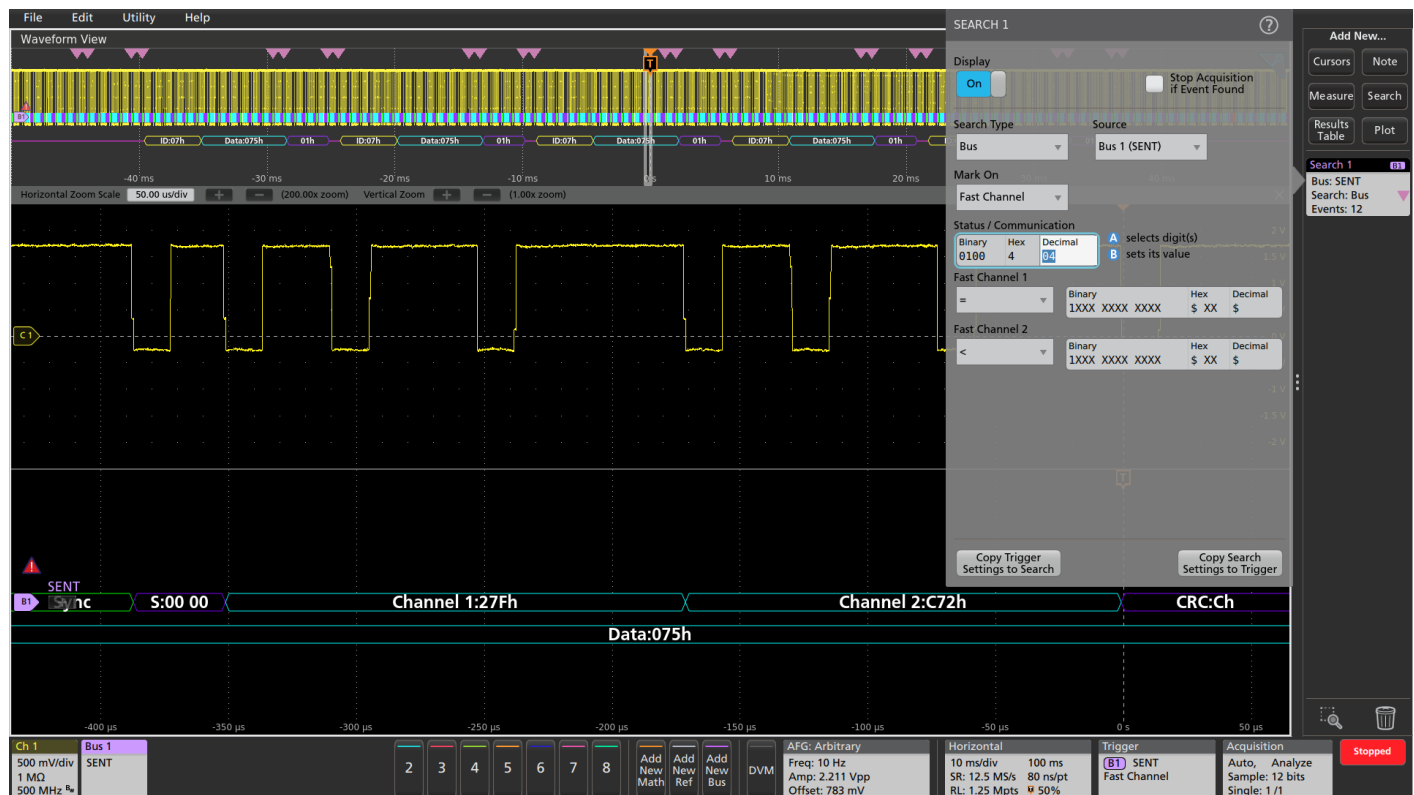 File Edit Utility Help
Waveform View
Add New...
Cursors Note
Measure Search
Results Table Plot
Search 1 B1
Bus: SENT
Search: Bus
Events: 12
SEARCH 1 ?
Display
On Stop Acquisition
if Event Found
Search Type Source
Bus Bus 1 (SENT)
Mark On
Fast Channel
Status / Communication
Binary Hex Decimal
0100 4 04
A selects digit(s)
B sets its value
Fast Channel 1
= Binary Hex Decimal
1XXX XXXX XXXX $ XX $
Fast Channel 2
< Binary Hex Decimal
1XXX XXXX XXXX $ XX $
Copy Trigger
Settings to Search
Copy Search
Settings to Trigger
T
B1
ID:07h Data:075h 01h ID:07h Data:075h 01h ID:07h Data:075h 01h ID:07h Data:075h 01h
-40 ms -30 ms -20 ms -10 ms 0 s 10 ms 20 ms
Horizontal Zoom Scale 50.00 us/div + - (200.00x zoom) Vertical Zoom + - (1.00x zoom)
2 V
1.5 V
C 1
-1 V
-1.5 V
-2 V
T
SENT
B1 Sync S:00 00 Channel 1:27Fh Channel 2:C72h CRC:Ch
Data:075h
-400 µs -350 µs -300 µs -250 µs -200 µs -150 µs -100 µs -50 µs 0 s 50 µs
Ch 1
500 mV/div
1 MΩ
500 MHz Bw
Bus 1
SENT
2 3 4 5 6 7 8
Add New Math
Add New Ref
Add New Bus
DVM
AFG: Arbitrary
Freq: 10 Hz
Amp: 2.211 Vpp
Offset: 783 mV
Horizontal
10 ms/div 100 ms
SR: 12.5 MS/s 80 ns/pt
RL: 1.25 Mpts 50%
Trigger
B1 SENT
Fast Channel
Acquisition
Auto, Analyze
Sample: 12 bits
Single: 1 /1
Stopped